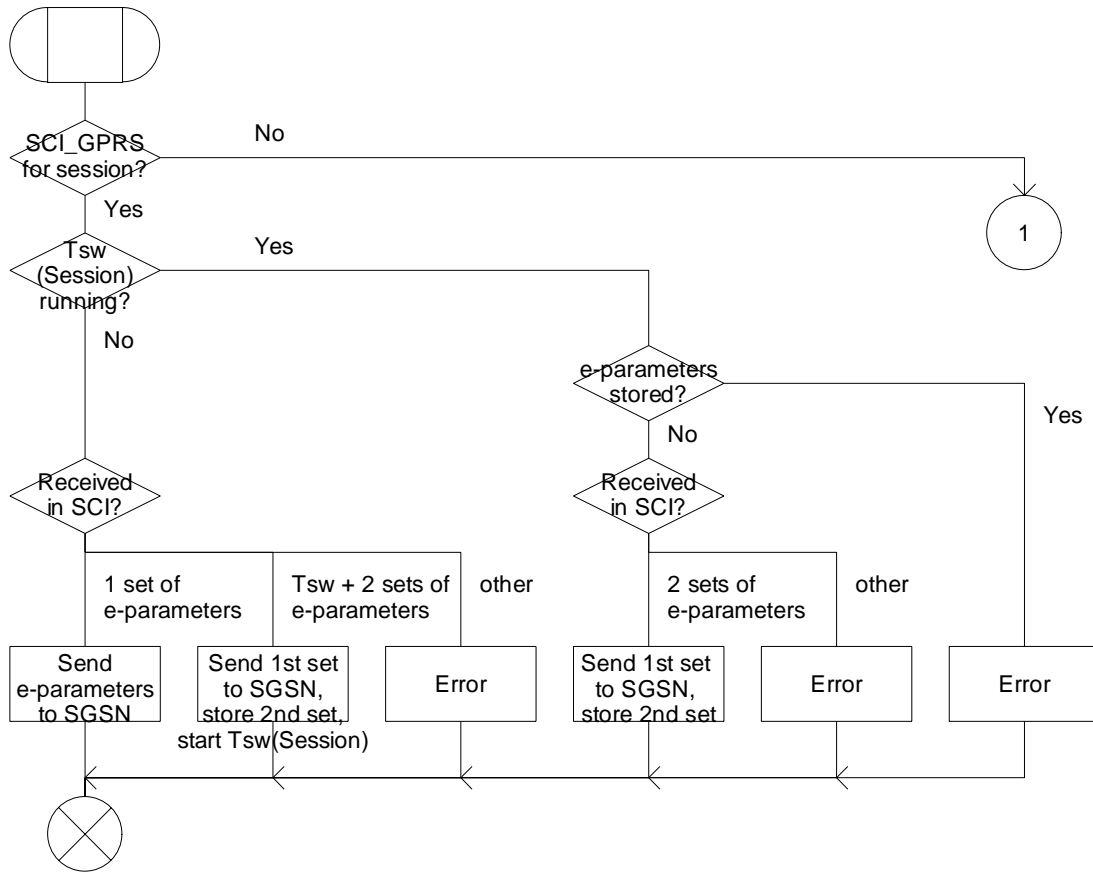 SCI_GPRS
for session?
No
Yes
1
Tsw
(Session)
running?
Yes
No
e-parameters
stored?
Yes
No
Received
in SCI?
Received
in SCI?
1 set of
e-parameters
Tsw + 2 sets of
e-parameters
other
2 sets of
e-parameters
other
Send
e-parameters
to SGSN
Send 1st set
to SGSN,
store 2nd set,
start Tsw(Session)
Error
Send 1st set
to SGSN,
store 2nd set
Error
Error